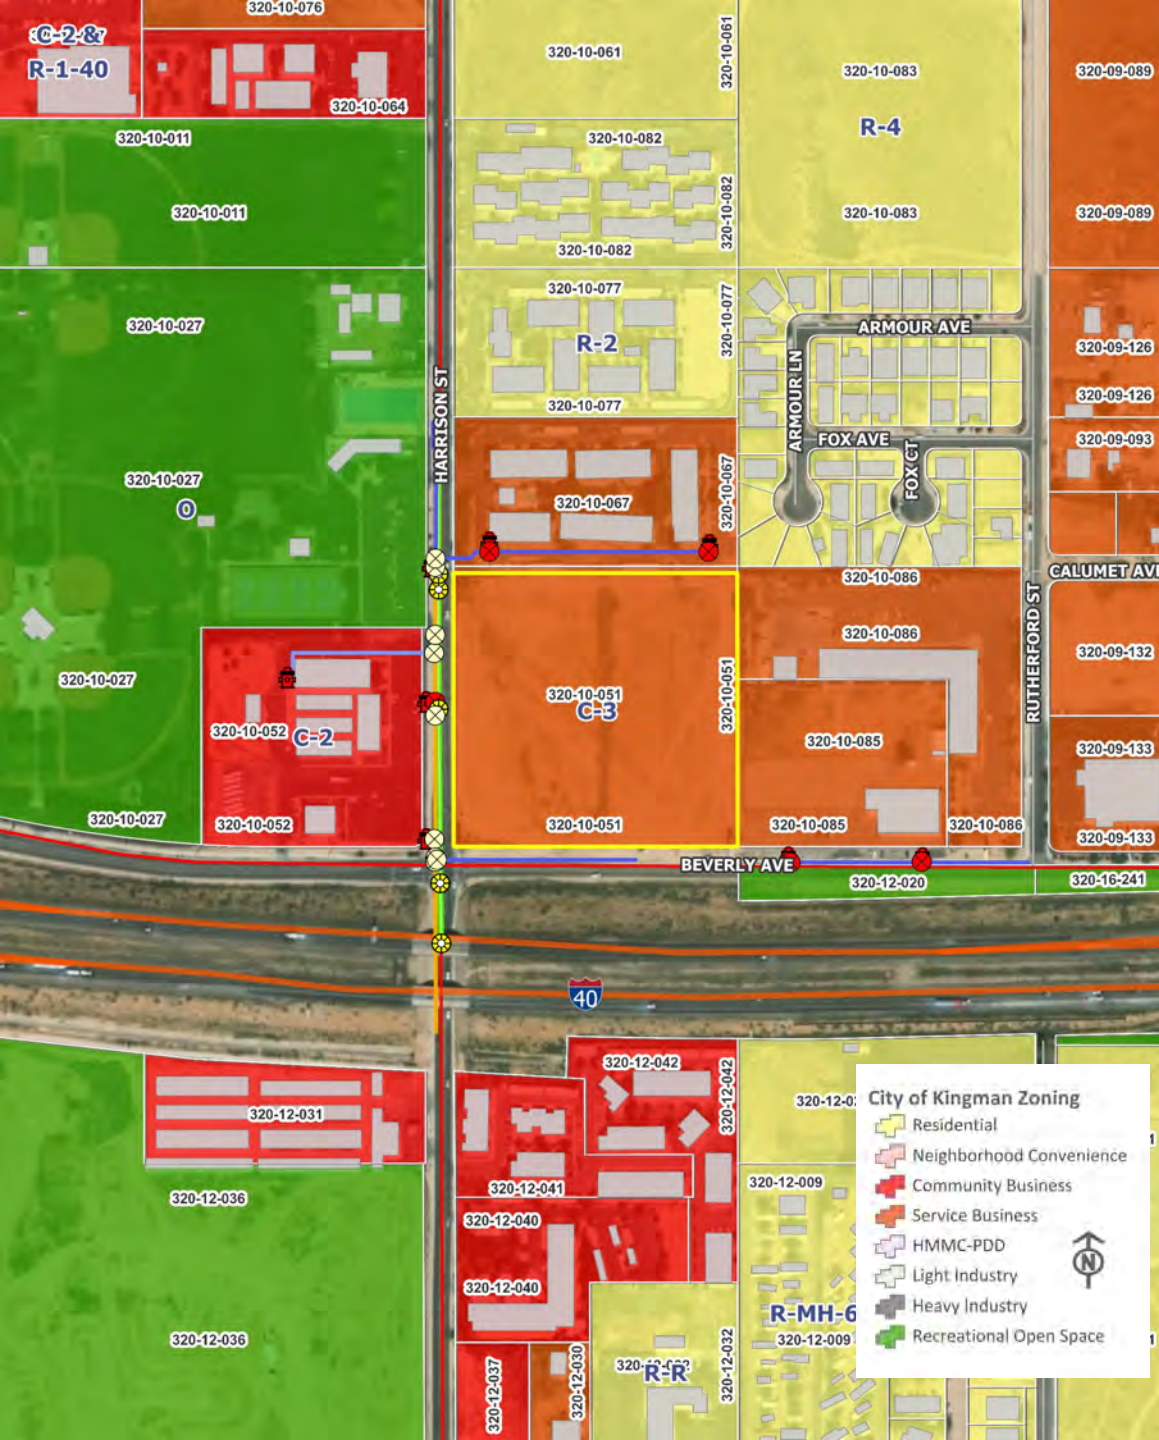 320-10-076
320-10-061
320-10-061
C-2 &
R-1-40
320-10-064
320-10-083
R-4
320-10-083
320-09-089
320-09-089
320-10-011
320-10-011
320-10-082
320-10-082
320-10-082
320-10-077
320-10-077
R-2
320-10-077
320-10-027
HARRISON ST
ARMOUR AVE
ARMOUR LN
FOX AVE
FOX CT
320-09-126
320-09-126
320-09-093
320-10-027
O
320-10-067
320-10-067
320-10-086
CALUMET AV
320-10-086
RUTHERFORD ST
320-09-132
320-10-027
320-10-051
C-3
320-10-051
320-10-052
C-2
320-10-085
320-09-133
320-10-027
320-10-052
320-10-051
320-10-085
320-10-086
320-09-133
BEVERLY AVE
320-12-020
320-16-241
40
320-12-042
320-12-042
320-12-031
320-12-0
City of Kingman Zoning
Residential
Neighborhood Convenience
Community Business
Service Business
HMMC-PDD
Light Industry
Heavy Industry
Recreational Open Space
N
320-12-036
320-12-041
320-12-009
320-12-040
320-12-040
R-MH-6
320-12-009
320-12-036
320-12-037
320-12-030
R-R
320-12-032